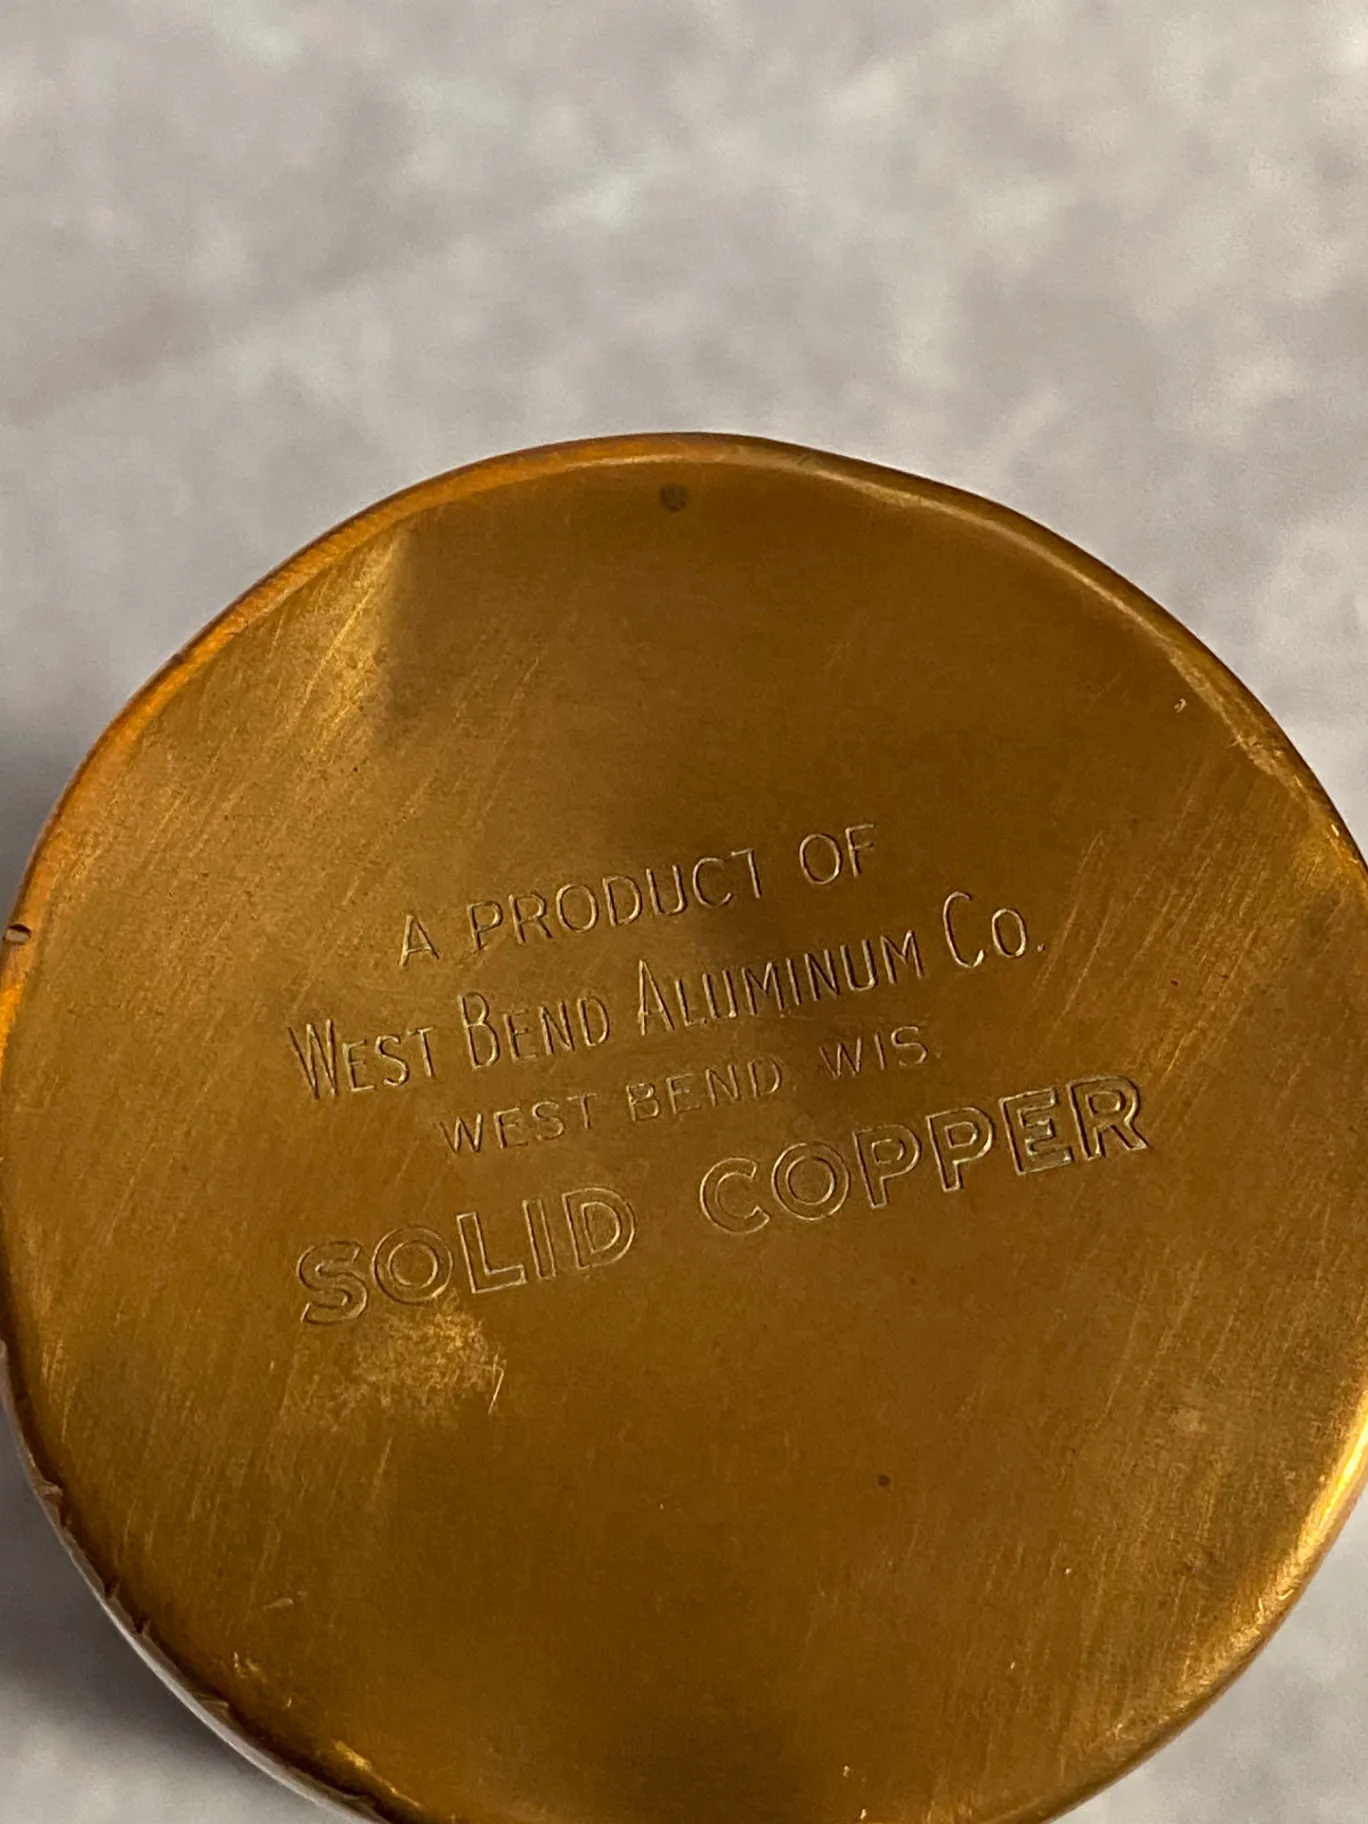 A PRODUCT OF
WEST BEND ALUMINUM CO.
WEST BEND, WIS.
SOLID COPPER